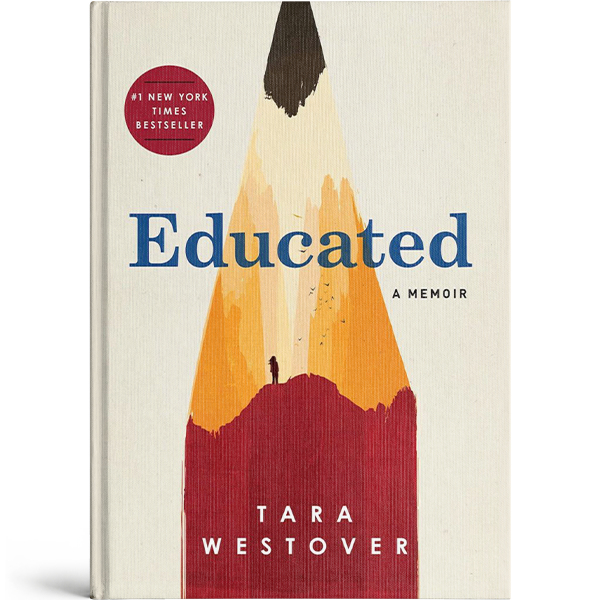 #1 NEW YORK
TIMES
BESTSELLER
Educated
A MEMOIR
TARA
WESTOVER